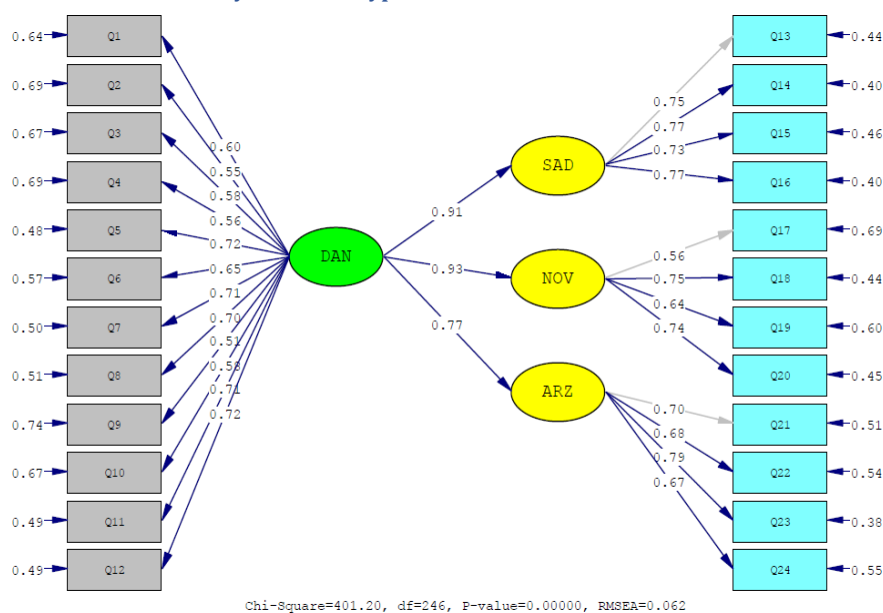 0.64 Q1
0.69 Q2
0.67 Q3
0.69 Q4
0.48 Q5
0.57 Q6
0.50 Q7
0.51 Q8
0.74 Q9
0.67 Q10
0.49 Q11
0.49 Q12
0.60
0.55
0.58
0.56
0.72
0.65
0.71
0.70
0.51
0.58
0.71
0.72
DAN
0.91
0.93
0.77
SAD
NOV
ARZ
0.75
0.77
0.73
0.77
0.56
0.75
0.64
0.74
0.70
0.68
0.79
0.67
Q13 0.44
Q14 0.40
Q15 0.46
Q16 0.40
Q17 0.69
Q18 0.44
Q19 0.60
Q20 0.45
Q21 0.51
Q22 0.54
Q23 0.38
Q24 0.55
Chi-Square=401.20, df=246, P-value=0.00000, RMSEA=0.062